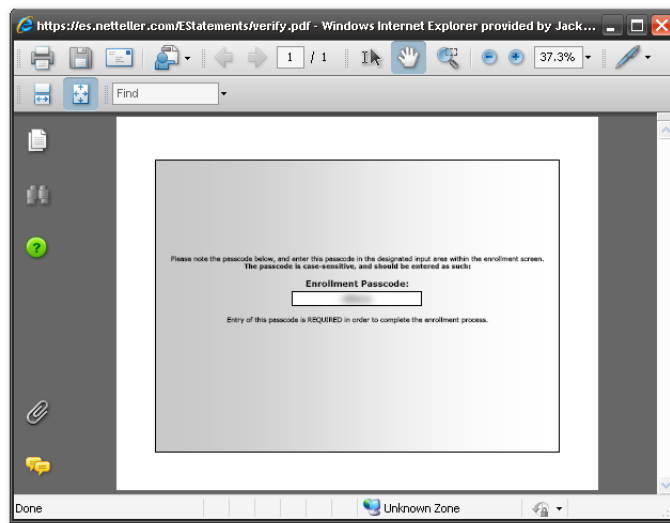 https://es.netteller.com/EStatements/verify.pdf - Windows Internet Explorer provided by Jack...
1 / 1
37.3%
Find
Please note the passcode below, and enter this passcode in the designated input area within the enrollment screen.
The passcode is case-sensitive, and should be entered as such:
Enrollment Passcode:
Entry of this passcode is REQUIRED in order to complete the enrollment process.
Done
Unknown Zone